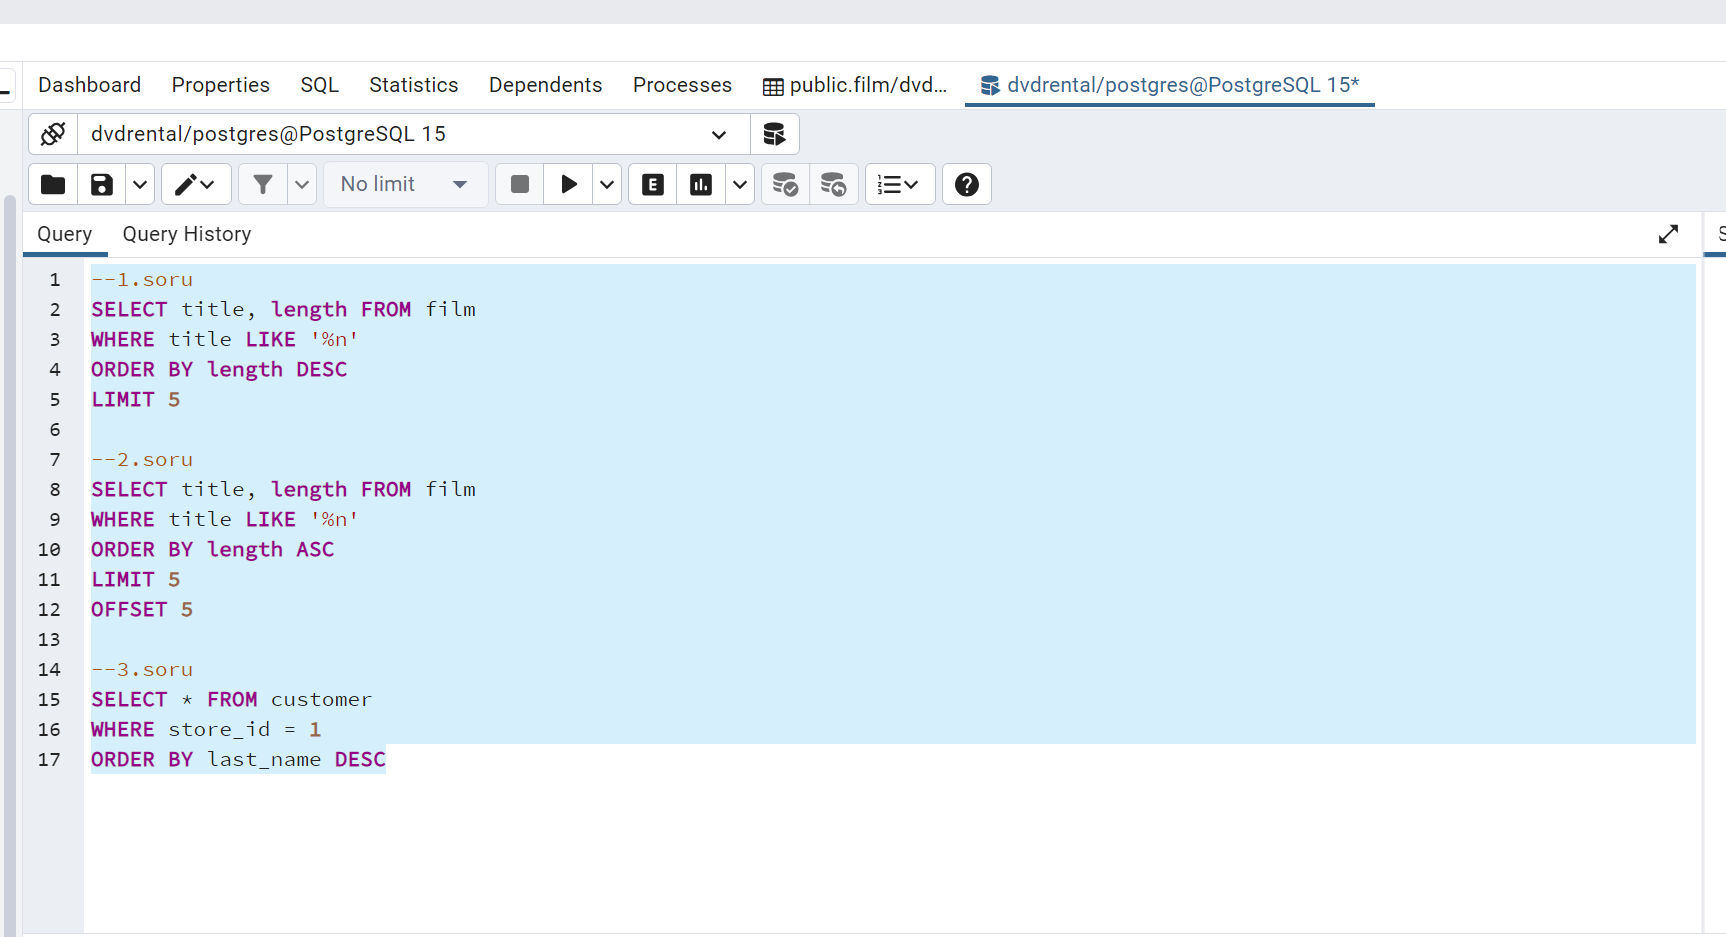 Dashboard Properties SQL Statistics Dependents Processes public.film/dvd... dvdrental/postgres@PostgreSQL 15*
dvdrental/postgres@PostgreSQL 15
No limit
Query Query History
1 --1.soru
2 SELECT title, length FROM film
3 WHERE title LIKE '%n'
4 ORDER BY length DESC
5 LIMIT 5
6
7 --2.soru
8 SELECT title, length FROM film
9 WHERE title LIKE '%n'
10 ORDER BY length ASC
11 LIMIT 5
12 OFFSET 5
13
14 --3.soru
15 SELECT * FROM customer
16 WHERE store_id = 1
17 ORDER BY last_name DESC